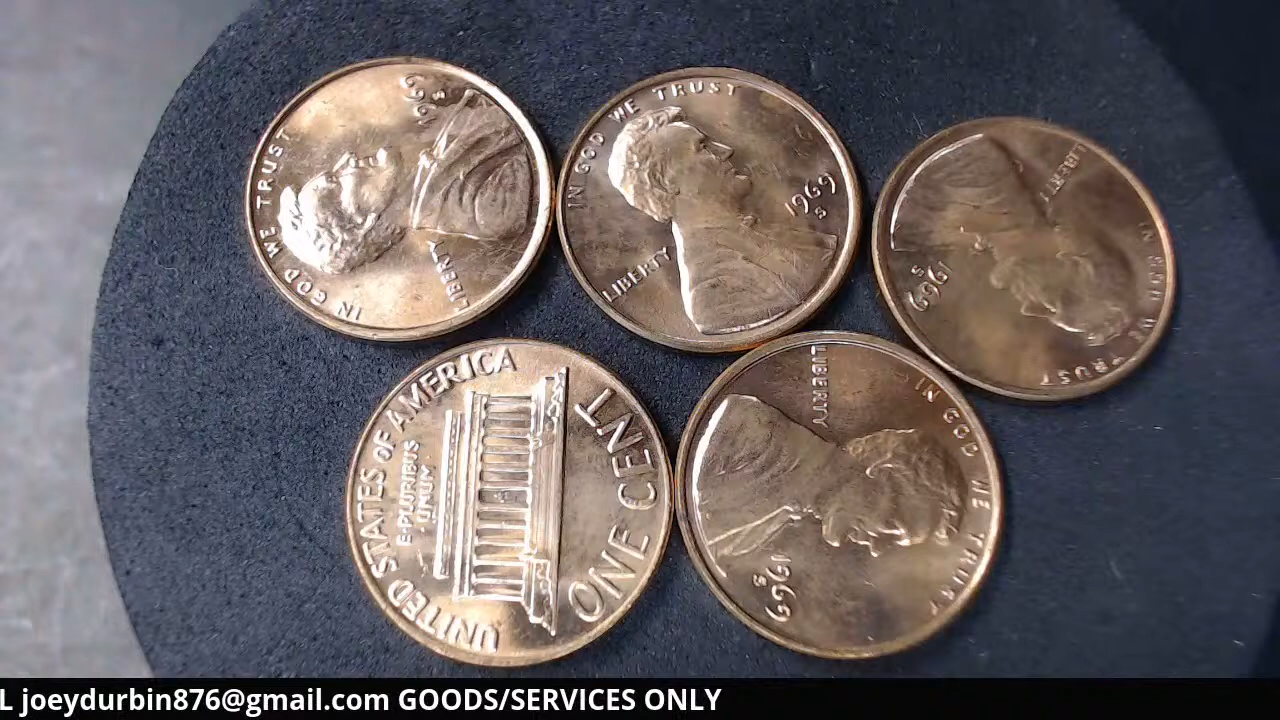 IN GOD WE TRUST
LIBERTY
1969
S
IN GOD WE TRUST
LIBERTY
1969
S
IN GOD WE TRUST
LIBERTY
1969
S
UNITED STATES OF AMERICA
E·PLURIBUS
·UNUM·
ONE CENT
IN GOD WE TRUST
LIBERTY
1969
S
L joeydurbin876@gmail.com GOODS/SERVICES ONLY